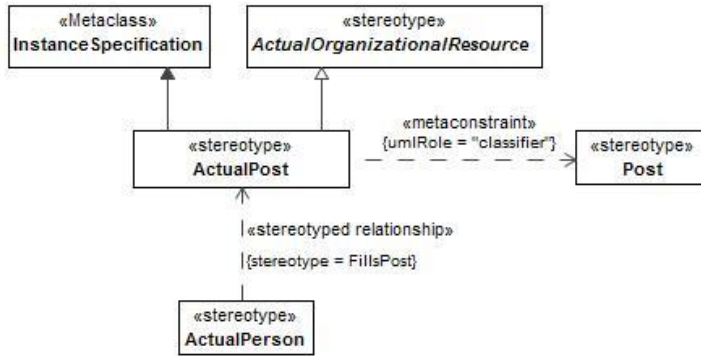 «Metaclass»
InstanceSpecification
«stereotype»
ActualOrganizationalResource
«stereotype»
ActualPost
«metaconstraint»
{umlRole = "classifier"}
«stereotype»
Post
«stereotyped relationship»
{stereotype = FillsPost}
«stereotype»
ActualPerson